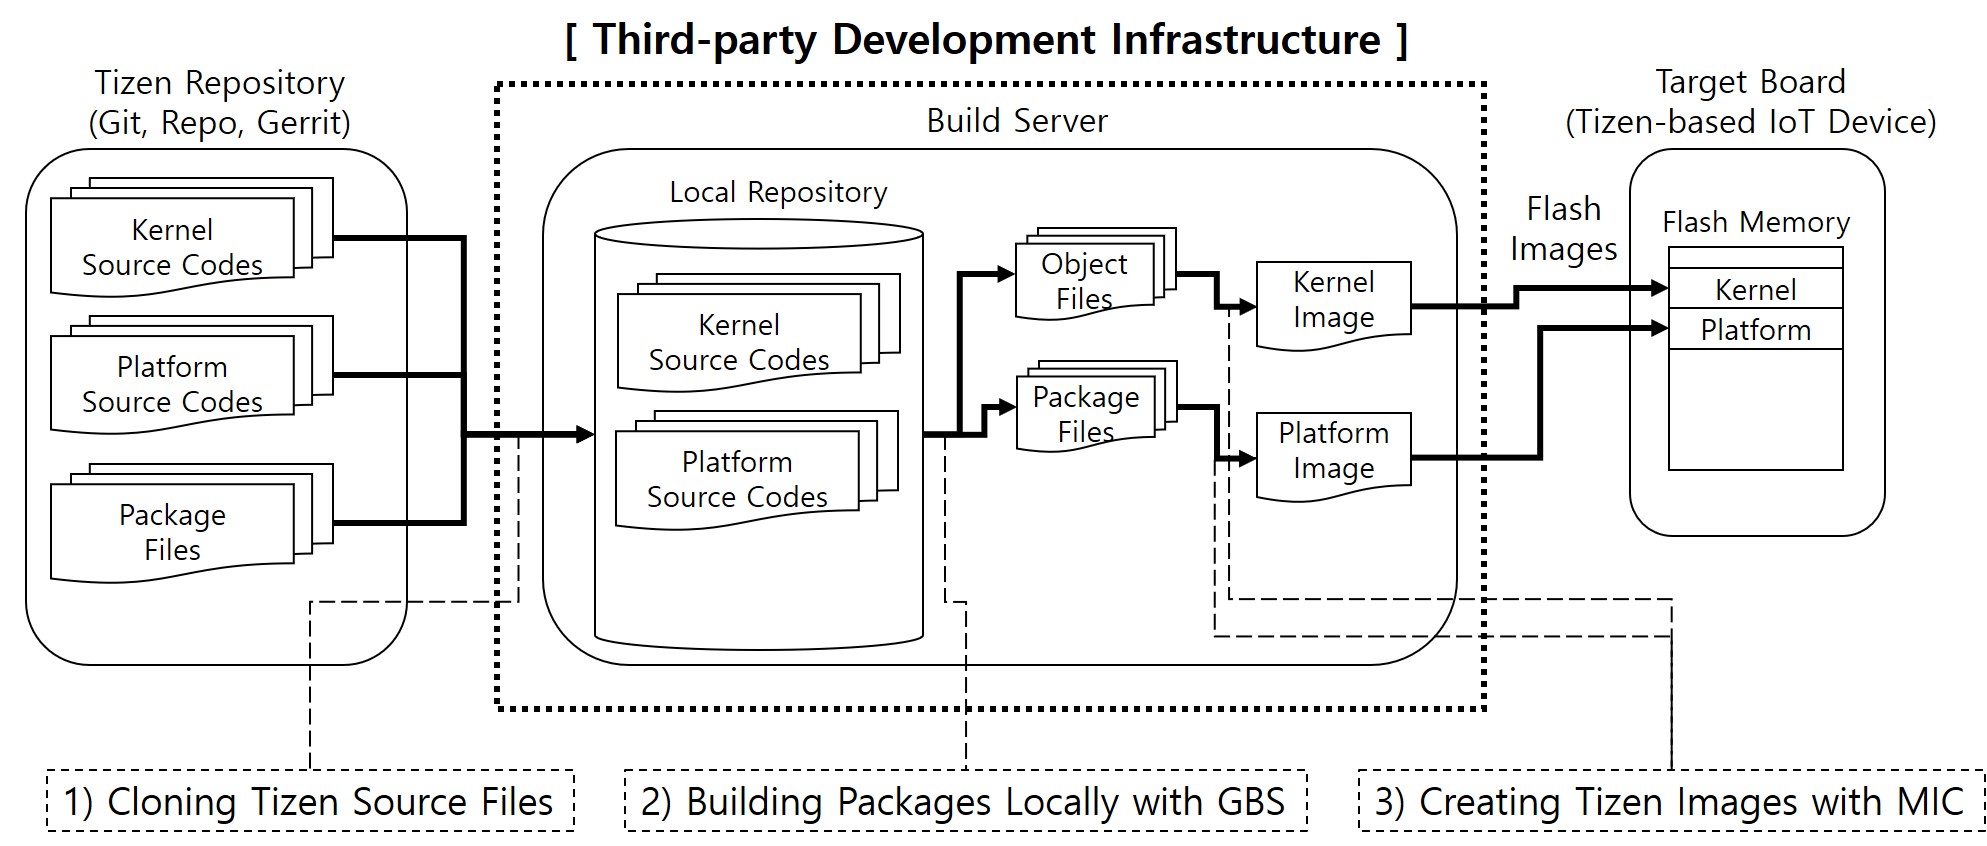 [ Third-party Development Infrastructure ]
Tizen Repository
(Git, Repo, Gerrit)
Kernel
Source Codes
Platform
Source Codes
Package
Files
Build Server
Local Repository
Kernel
Source Codes
Platform
Source Codes
Object
Files
Package
Files
Kernel
Image
Platform
Image
Flash
Images
Target Board
(Tizen-based IoT Device)
Flash Memory
Kernel
Platform
1) Cloning Tizen Source Files
2) Building Packages Locally with GBS
3) Creating Tizen Images with MIC